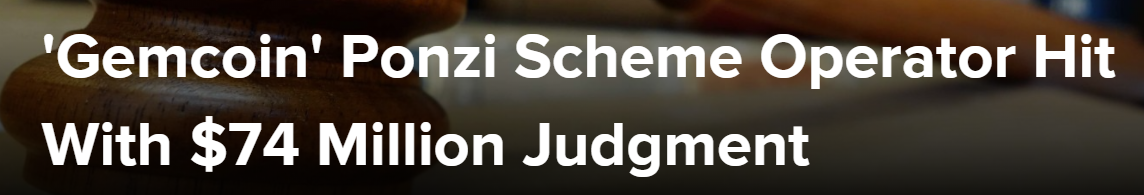 'Gemcoin' Ponzi Scheme Operator Hit
With $74 Million Judgment